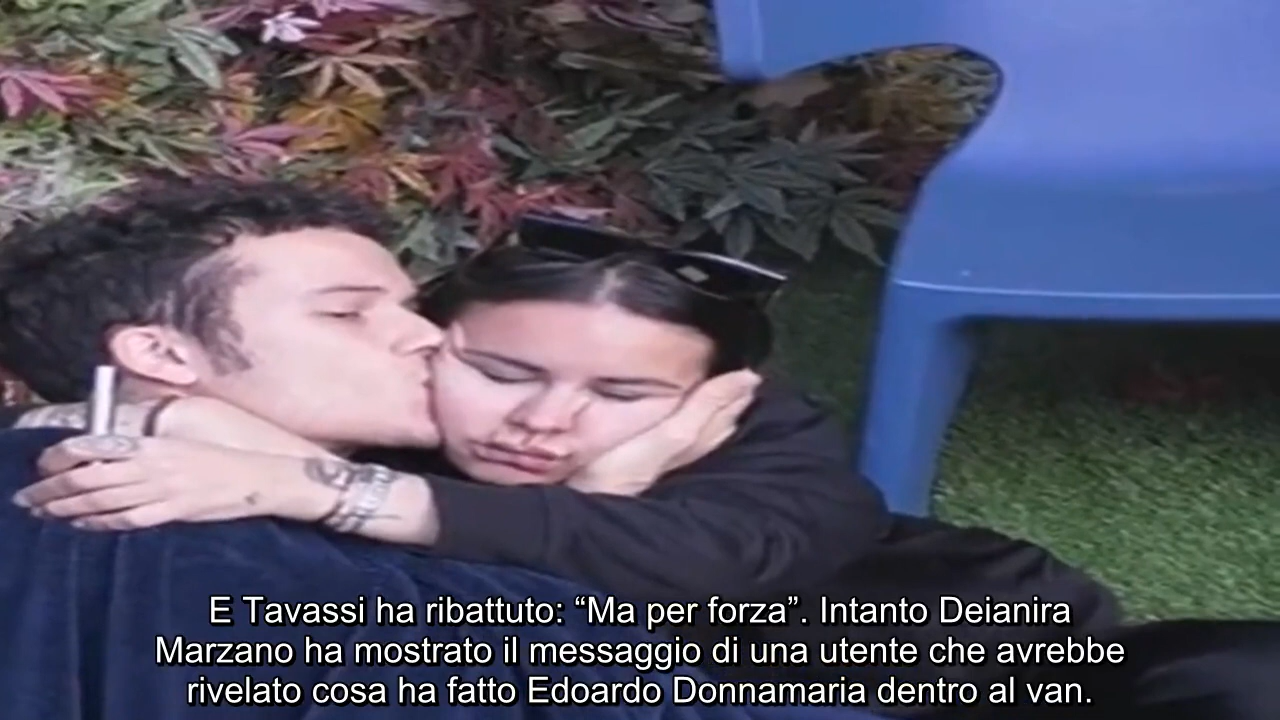 E Tavassi ha ribattuto: “Ma per forza”. Intanto Deianira
Marzano ha mostrato il messaggio di una utente che avrebbe
rivelato cosa ha fatto Edoardo Donnamaria dentro al van.